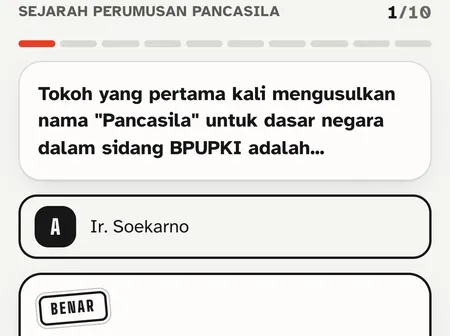 SEJARAH PERUMUSAN PANCASILA
1/10
Tokoh yang pertama kali mengusulkan
nama "Pancasila" untuk dasar negara
dalam sidang BPUPKI adalah...
A Ir. Soekarno
BENAR